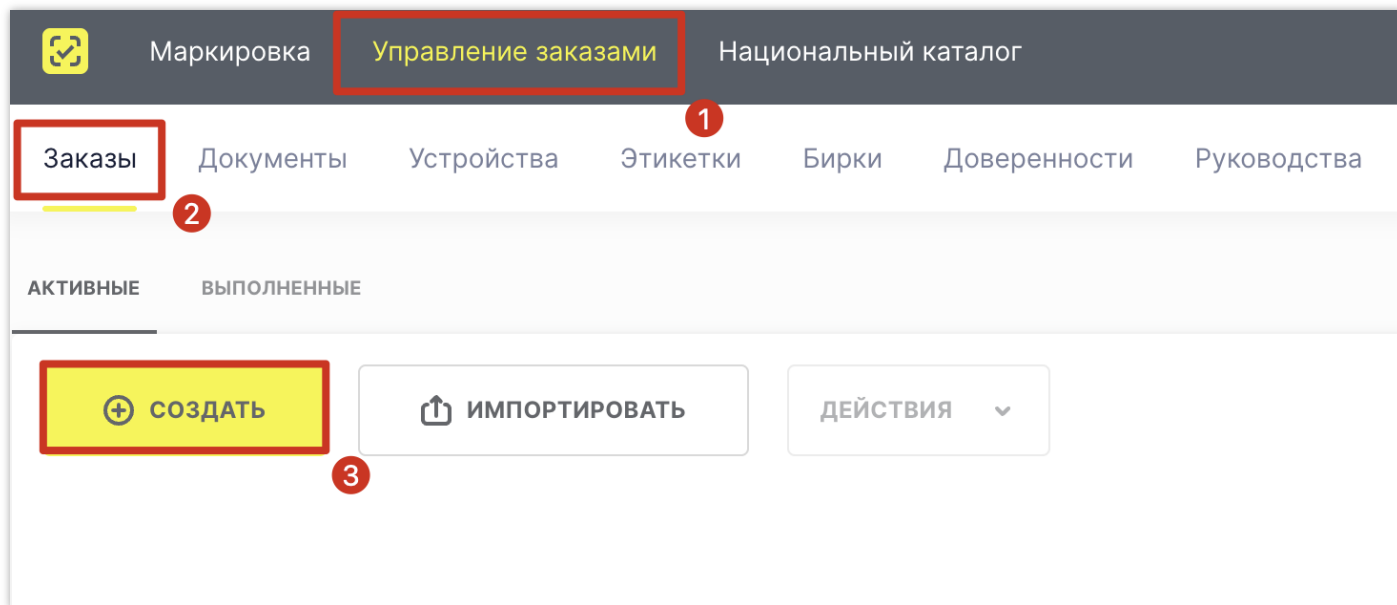 Маркировка Управление заказами Национальный каталог
1
Заказы Документы Устройства Этикетки Бирки Доверенности Руководства
2
АКТИВНЫЕ ВЫПОЛНЕННЫЕ
СОЗДАТЬ ИМПОРТИРОВАТЬ ДЕЙСТВИЯ
3